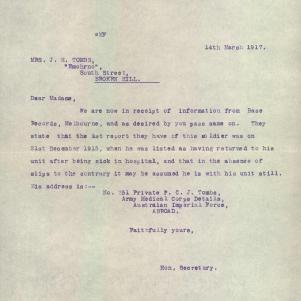 14th March 1917.
MRS. J. H. TOMBS,
South Street,
BROKEN HILL.
Dear Madam,
We are now in receipt of information from Base
Records, Melbourne, and as desired by you pass same on. They
state that the last report they have of this soldier was on
31st December 1915, when he was listed as having returned to his
unit after being sick in hospital, and that in the absence of
to the contrary it may be assumed he is with his unit still.
His address is:--
No. 251 Private P. C. J. Tombs,
Army Medical Corps Details,
Australian Imperial Force,
ABROAD.
Faithfully yours,
Hon. Secretary.